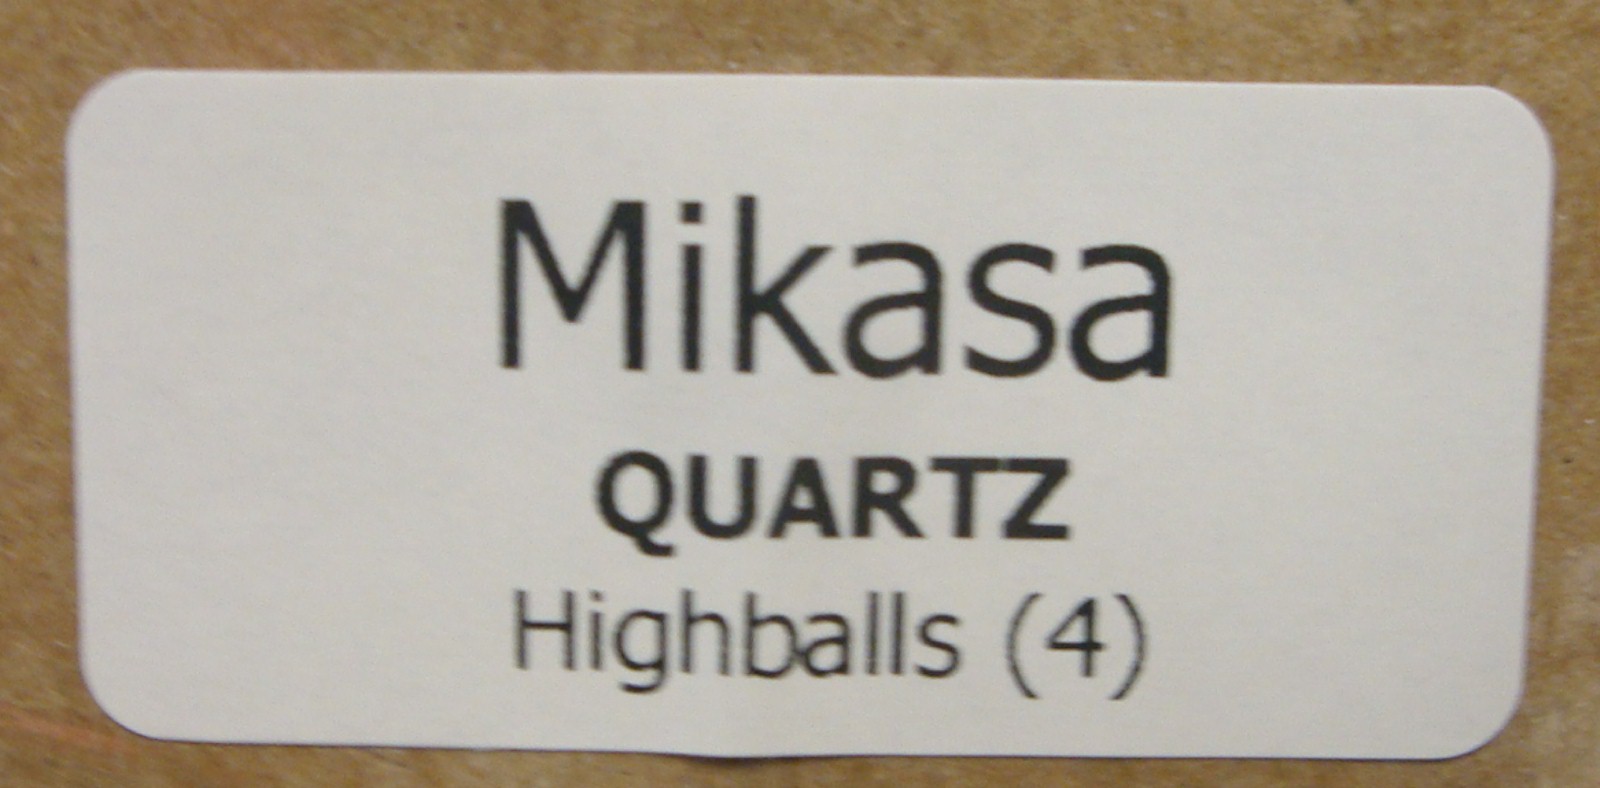 Mikasa
QUARTZ
Highballs (4)